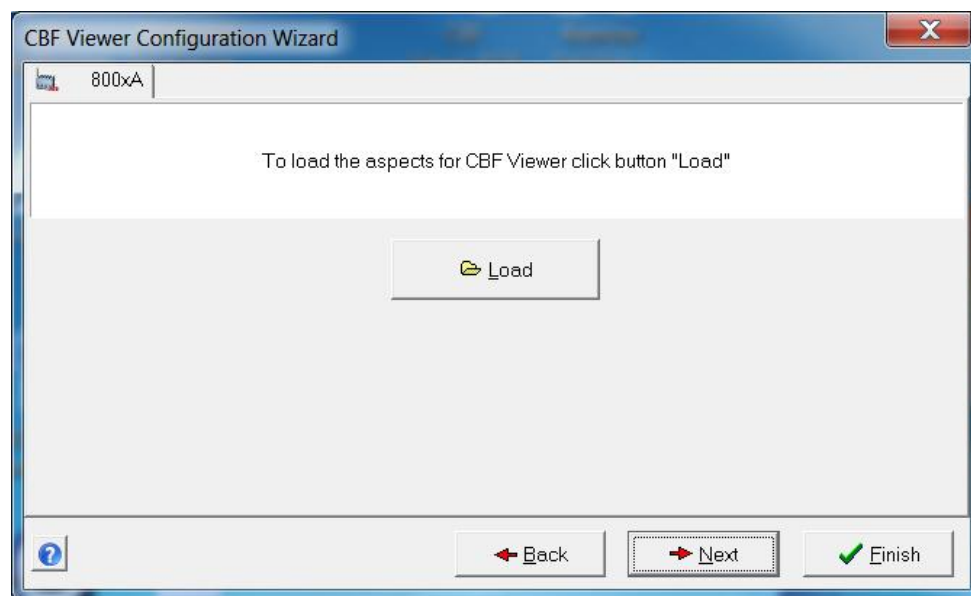 CBF Viewer Configuration Wizard
800xA
To load the aspects for CBF Viewer click button "Load"
Load
Back Next Finish